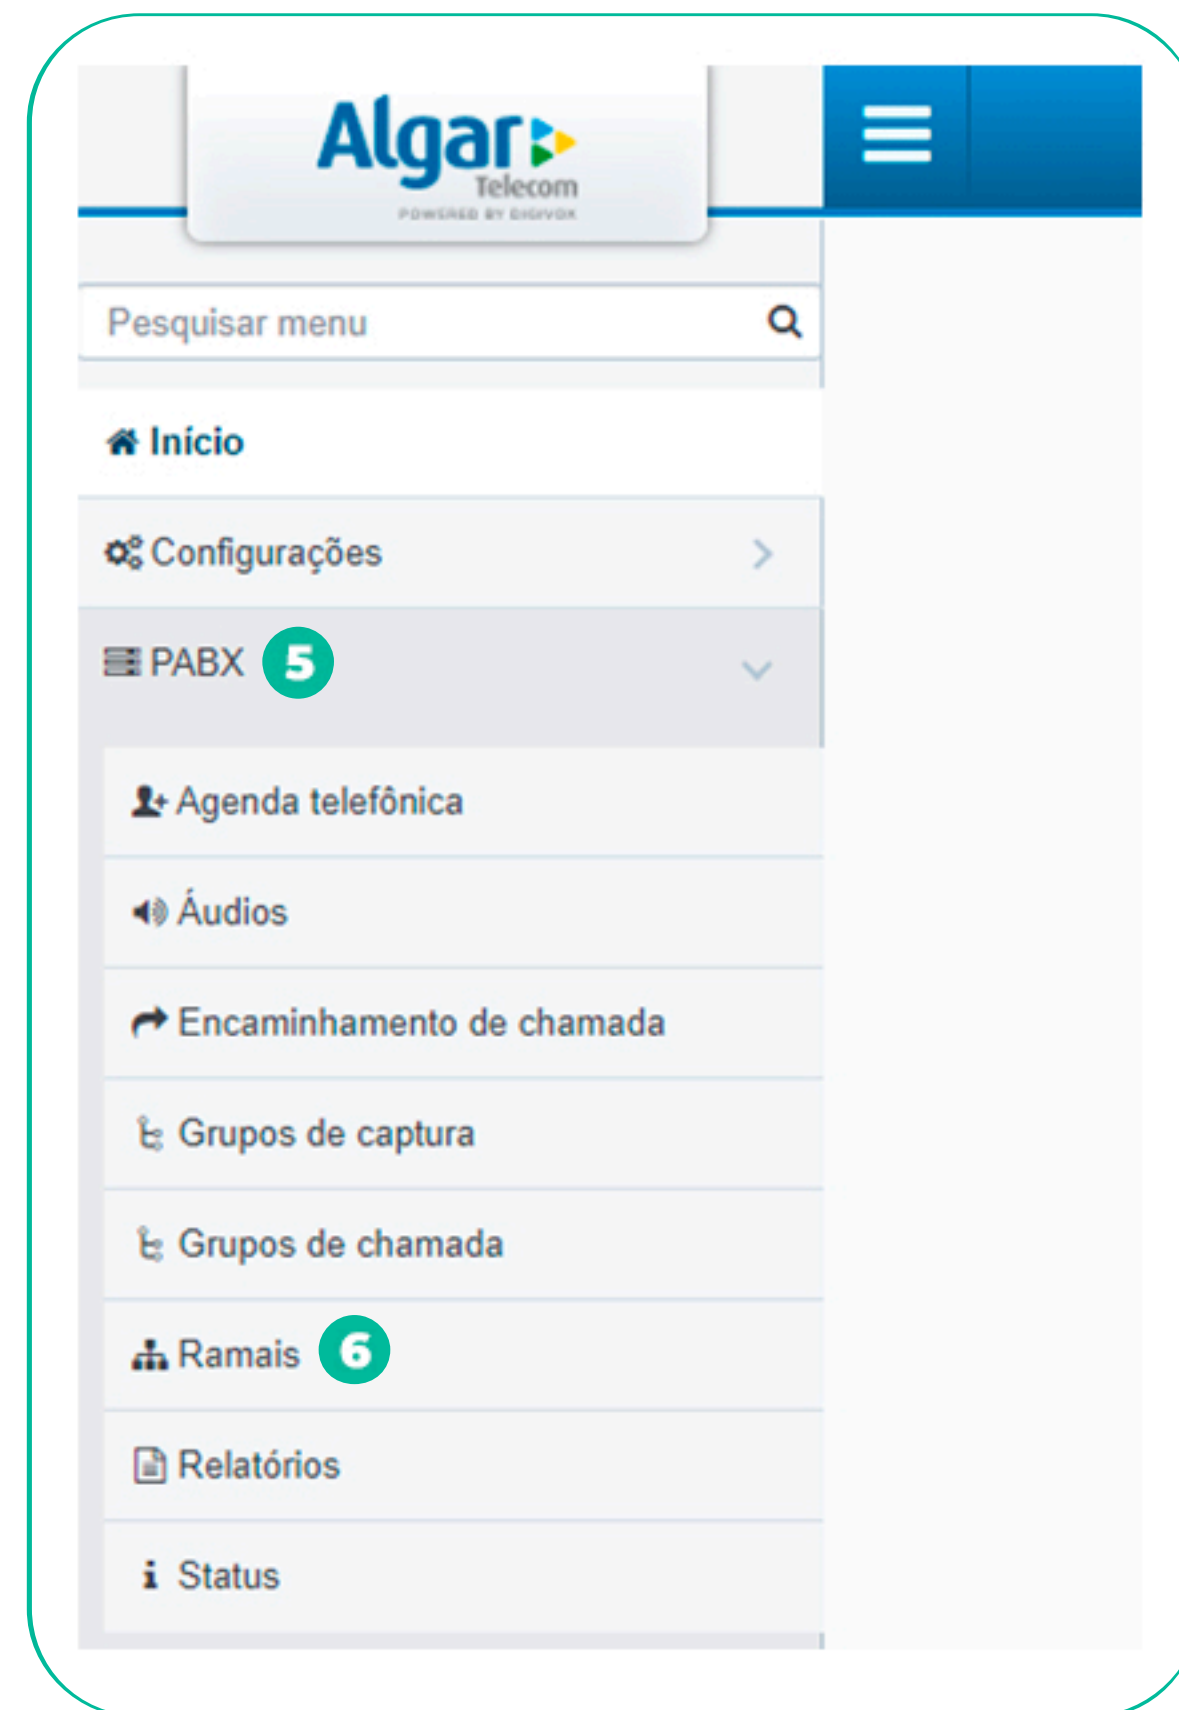 Algar
Telecom
POWERED BY DIGIVOX
Pesquisar menu
Início
Configurações
PABX 5
Agenda telefônica
Áudios
Encaminhamento de chamada
Grupos de captura
Grupos de chamada
Ramais 6
Relatórios
Status